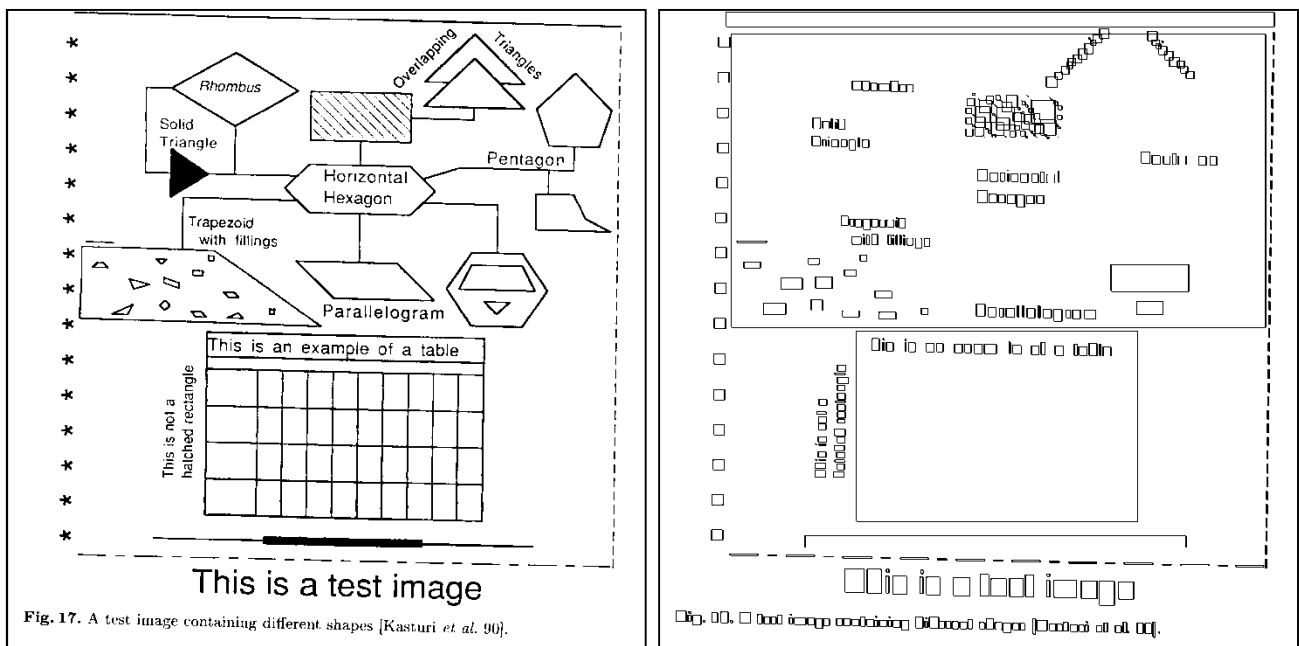 Overlapping
Triangles
Rhombus
Solid
Triangle
Pentagon
Horizontal
Hexagon
Trapezoid
with fillings
Parallelogram
This is an example of a table
This is not a
hatched rectangle
This is a test image
Fig. 17. A test image containing different shapes [Kasturi et al. 90].